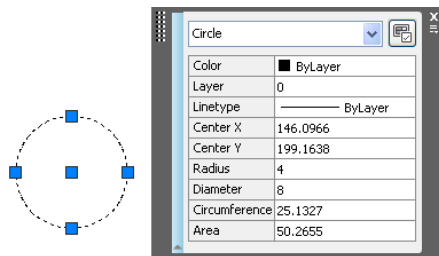 Circle
Color ByLayer
Layer 0
Linetype ByLayer
Center X 146.0966
Center Y 199.1638
Radius 4
Diameter 8
Circumference 25.1327
Area 50.2655